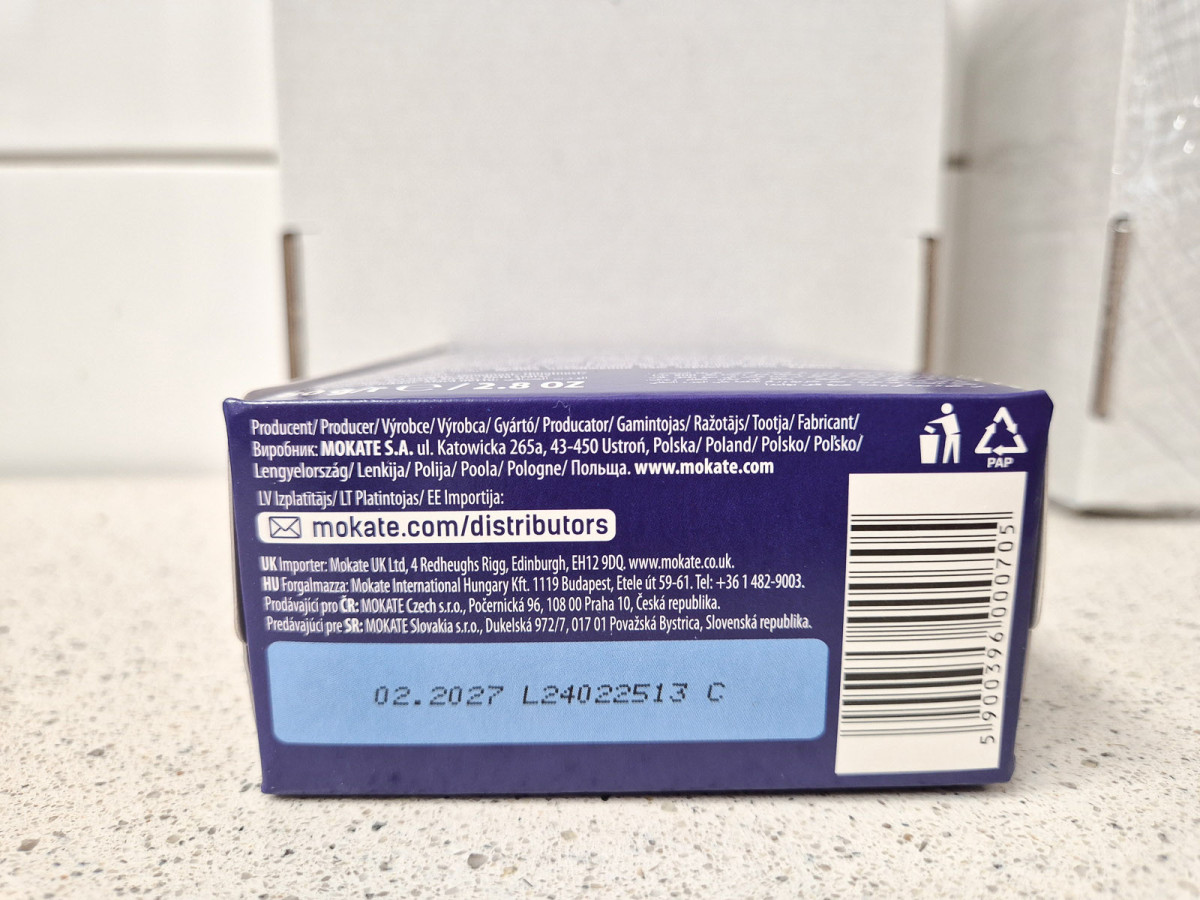 / 2.8 OZ
Producent/ Producer/ Výrobce/ Výrobca/ Gyártó/ Producator/ Gamintojas/ Ražotājs/ Tootja/ Fabricant/
Виробник: MOKATE S.A. ul. Katowicka 265a, 43-450 Ustroń, Polska/ Poland/ Polsko/ Poľsko/
Lengyelország/ Lenkija/ Polija/ Poola/ Pologne/ Польща. www.mokate.com
LV Izplatītājs/ LT Platintojas/ EE Importija:
mokate.com/distributors
UK Importer: Mokate UK Ltd, 4 Redheughs Rigg, Edinburgh, EH12 9DQ. www.mokate.co.uk.
HU Forgalmazza: Mokate International Hungary Kft. 1119 Budapest, Etele út 59-61. Tel: +36 1 482-9003.
Prodávající pro ČR: MOKATE Czech s.r.o., Počernická 96, 108 00 Praha 10, Česká republika.
Predávajúci pre SR: MOKATE Slovakia s.r.o., Dukelská 972/7, 017 01 Považská Bystrica, Slovenská republika.
02.2027 L24022513 C
PAP
5 900396 000705